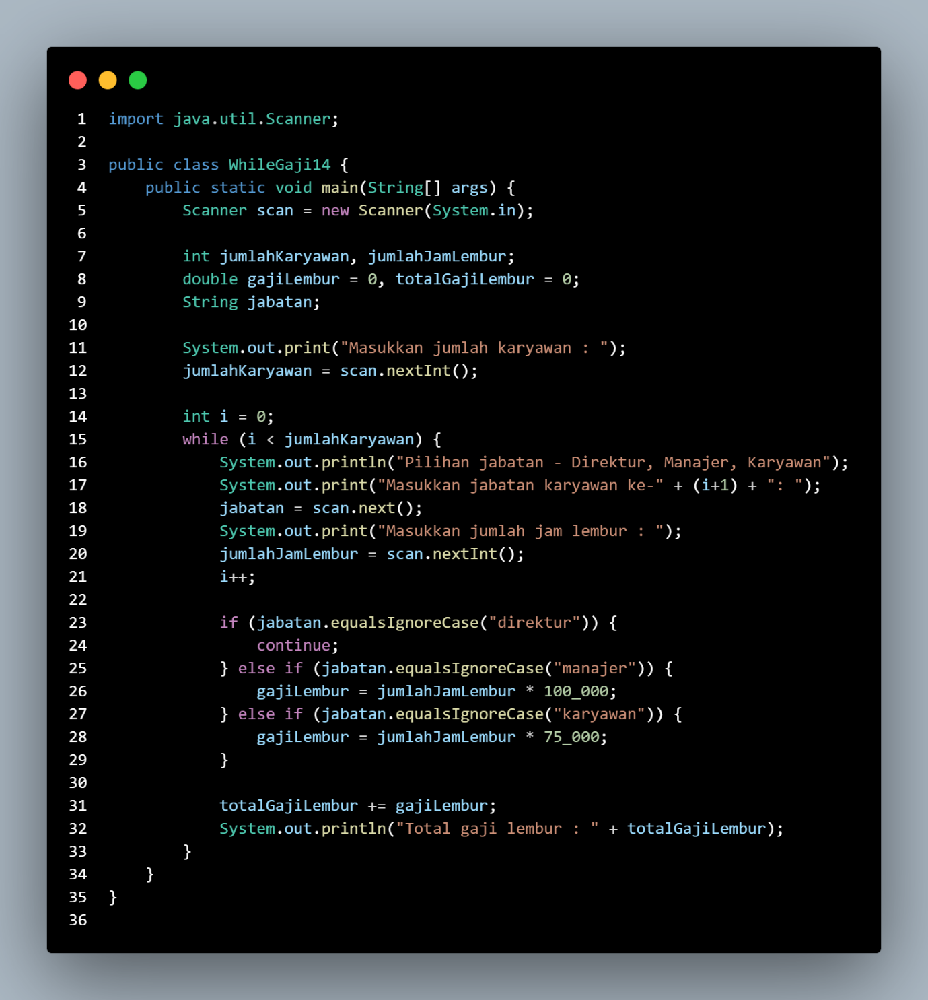 1 import java.util.Scanner;
2
3 public class WhileGaji14 {
4     public static void main(String[] args) {
5         Scanner scan = new Scanner(System.in);
6
7         int jumlahKaryawan, jumlahJamLembur;
8         double gajiLembur = 0, totalGajiLembur = 0;
9         String jabatan;
10
11         System.out.print("Masukkan jumlah karyawan : ");
12         jumlahKaryawan = scan.nextInt();
13
14         int i = 0;
15         while (i < jumlahKaryawan) {
16             System.out.println("Pilihan jabatan - Direktur, Manajer, Karyawan");
17             System.out.print("Masukkan jabatan karyawan ke-" + (i+1) + ": ");
18             jabatan = scan.next();
19             System.out.print("Masukkan jumlah jam lembur : ");
20             jumlahJamLembur = scan.nextInt();
21             i++;
22
23             if (jabatan.equalsIgnoreCase("direktur")) {
24                 continue;
25             } else if (jabatan.equalsIgnoreCase("manajer")) {
26                 gajiLembur = jumlahJamLembur * 100_000;
27             } else if (jabatan.equalsIgnoreCase("karyawan")) {
28                 gajiLembur = jumlahJamLembur * 75_000;
29             }
30
31             totalGajiLembur += gajiLembur;
32             System.out.println("Total gaji lembur : " + totalGajiLembur);
33         }
34     }
35 }
36